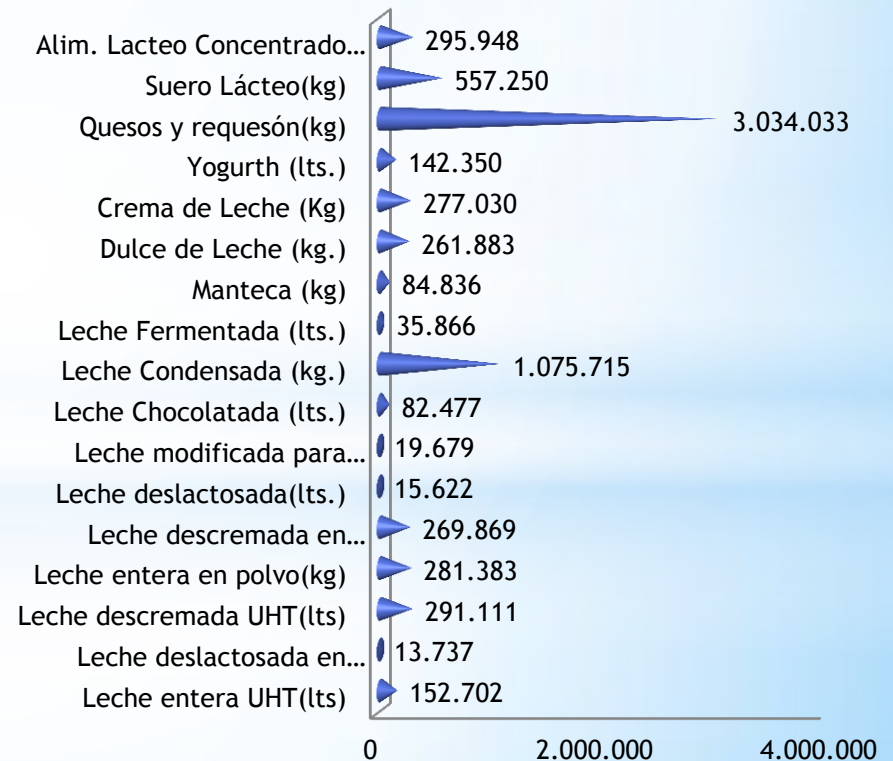 Alim. Lacteo Concentrado… 295.948
Suero Lácteo(kg) 557.250
Quesos y requesón(kg) 3.034.033
Yogurth (lts.) 142.350
Crema de Leche (Kg) 277.030
Dulce de Leche (kg.) 261.883
Manteca (kg) 84.836
Leche Fermentada (lts.) 35.866
Leche Condensada (kg.) 1.075.715
Leche Chocolatada (lts.) 82.477
Leche modificada para… 19.679
Leche deslactosada(lts.) 15.622
Leche descremada en… 269.869
Leche entera en polvo(kg) 281.383
Leche descremada UHT(lts) 291.111
Leche deslactosada en… 13.737
Leche entera UHT(lts) 152.702
0 2.000.000 4.000.000